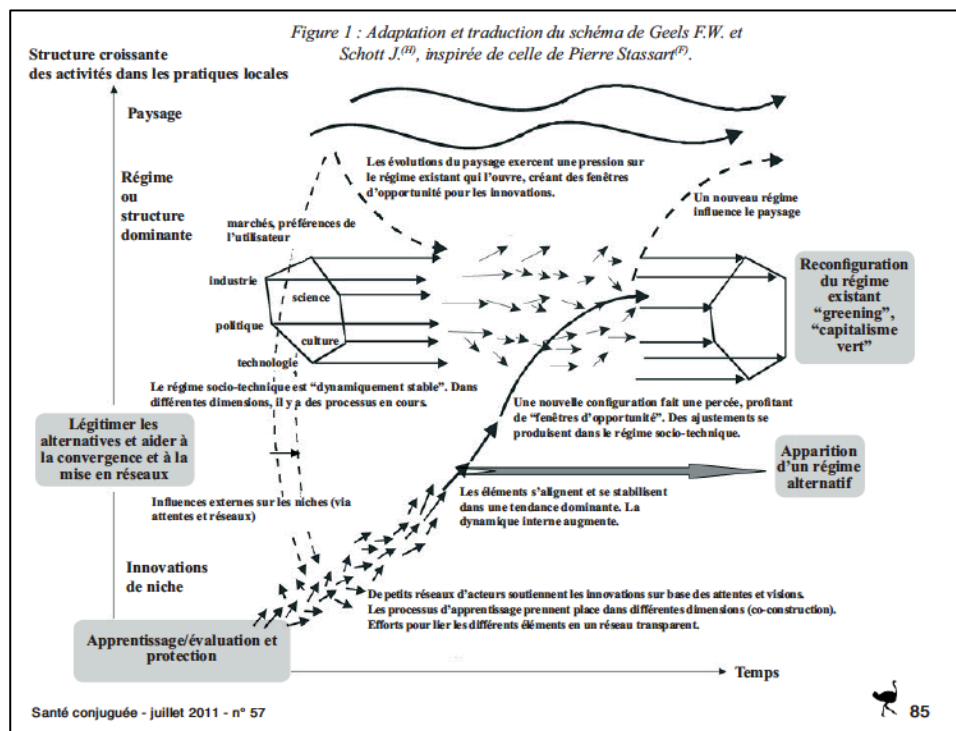 Figure 1 : Adaptation et traduction du schéma de Geels F.W. et
Schott J.(H), inspirée de celle de Pierre Stassart(F).
Structure croissante
des activités dans les pratiques locales
Paysage
Les évolutions du paysage exercent une pression sur
le régime existant qui l'ouvre, créant des fenêtres
d'opportunité pour les innovations.
Régime
ou
structure
dominante
Un nouveau régime
influence le paysage
marchés, préférences de
l'utilisateur
industrie
science
politique
culture
technologie
Reconfiguration
du régime
existant
“greening”,
“capitalisme
vert”
Le régime socio-technique est “dynamiquement stable”. Dans
différentes dimensions, il y a des processus en cours.
Une nouvelle configuration fait une percée, profitant
de “fenêtres d'opportunité”. Des ajustements se
produisent dans le régime socio-technique.
Légitimer les
alternatives et aider à
la convergence et à la
mise en réseaux
Apparition
d'un régime
alternatif
Influences externes sur les niches (via
attentes et réseaux)
Les éléments s'alignent et se stabilisent
dans une tendance dominante. La
dynamique interne augmente.
Innovations
de niche
De petits réseaux d'acteurs soutiennent les innovations sur base des attentes et visions.
Les processus d'apprentissage prennent place dans différentes dimensions (co-construction).
Efforts pour lier les différents éléments en un réseau transparent.
Apprentissage/évaluation et
protection
Temps
Santé conjuguée - juillet 2011 - n° 57
85